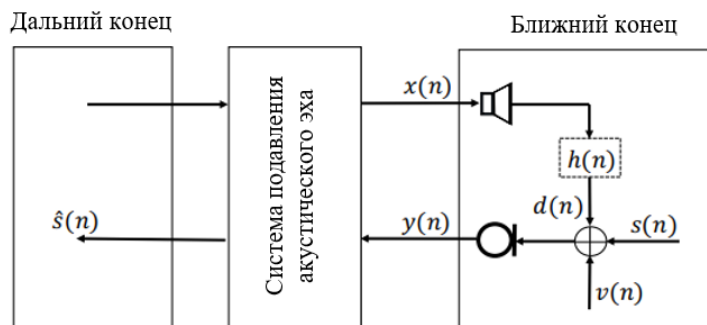 Дальний конец
Ближний конец
Система подавления
акустического эха
x(n)
h(n)
d(n)
ŝ(n)
y(n)
s(n)
v(n)